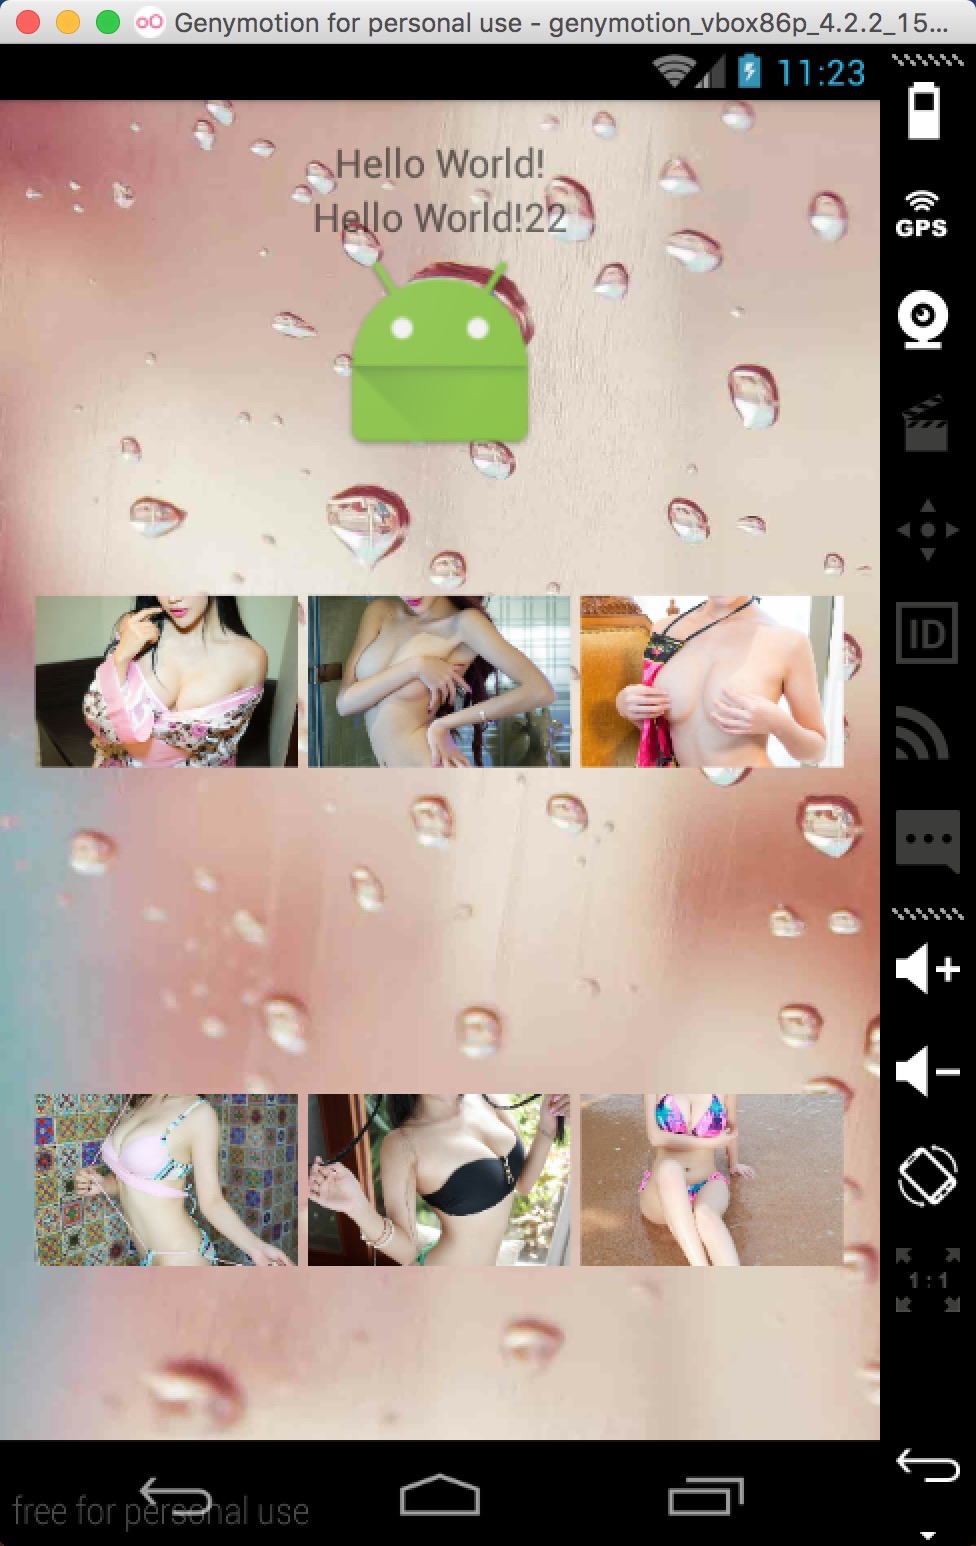 Genymotion for personal use - genymotion_vbox86p_4.2.2_15...
11:23
Hello World!
Hello World!22
GPS
ID
1 : 1
free for personal use